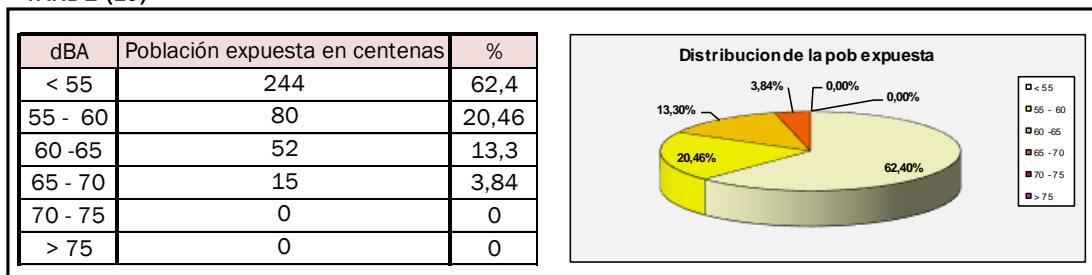 dBA Población expuesta en centenas %
< 55 244 62,4
55 - 60 80 20,46
60 -65 52 13,3
65 - 70 15 3,84
70 - 75 0 0
> 75 0 0
Distribucion de la pob expuesta
3,84% 0,00%
0,00%
13,30%
20,46%
62,40%
< 55
55 - 60
60 -65
65 - 70
70 - 75
> 75